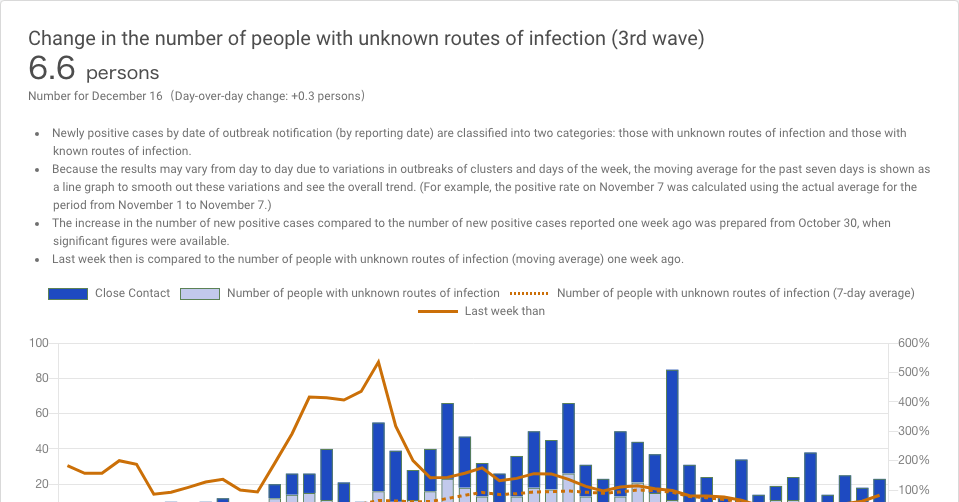 Change in the number of people with unknown routes of infection (3rd wave)
6.6 persons
Number for December 16 (Day-over-day change: +0.3 persons)
Newly positive cases by date of outbreak notification (by reporting date) are classified into two categories: those with unknown routes of infection and those with
known routes of infection.
Because the results may vary from day to day due to variations in outbreaks of clusters and days of the week, the moving average for the past seven days is shown as
a line graph to smooth out these variations and see the overall trend. (For example, the positive rate on November 7 was calculated using the actual average for the
period from November 1 to November 7.)
The increase in the number of new positive cases compared to the number of new positive cases reported one week ago was prepared from October 30, when
significant figures were available.
Last week then is compared to the number of people with unknown routes of infection (moving average) one week ago.
Close Contact Number of people with unknown routes of infection Number of people with unknown routes of infection (7-day average)
Last week than
100 600%
500%
80
400%
60
300%
40
200%
20
100%